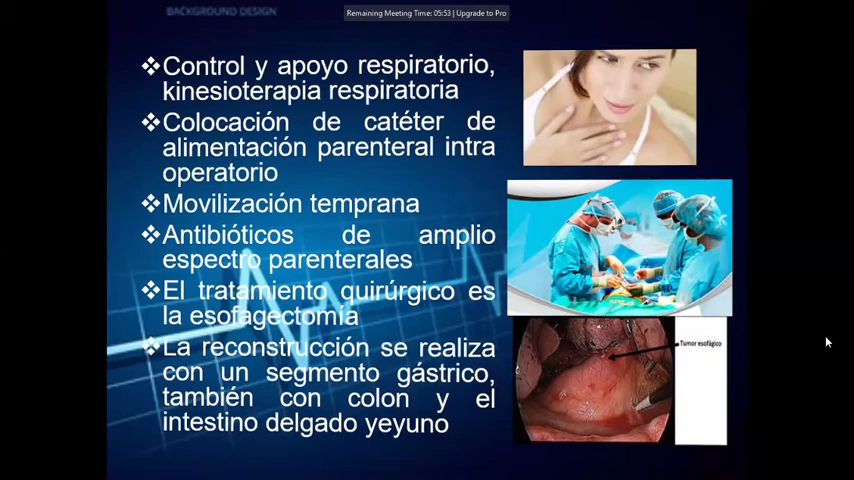 BACKGROUND DESIGN
Remaining Meeting Time: 05:53 | Upgrade to Pro
❖Control y apoyo respiratorio,
kinesioterapia respiratoria
❖Colocación de catéter de
alimentación parenteral intra
operatorio
❖Movilización temprana
❖Antibióticos de amplio
espectro parenterales
❖El tratamiento quirúrgico es
la esofagectomía
❖La reconstrucción se realiza
con un segmento gástrico,
también con colon y el
intestino delgado yeyuno
Tumor esofágico